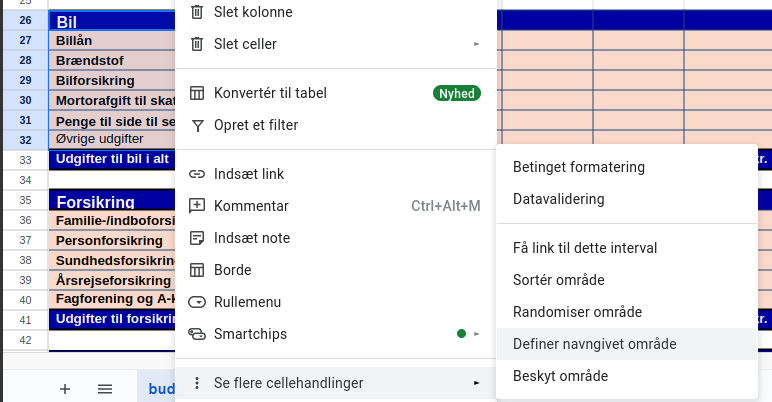 25
26 Bil
27 Billån
28 Brændstof
29 Bilforsikring
30 Mortorafgift til skat
31 Penge til side til se
32 Øvrige udgifter
33 Udgifter til bil i alt kr.
34
35 Forsikring
36 Familie-/indboforsi
37 Personforsikring
38 Sundhedsforsikring
39 Årsrejseforsikring
40 Fagforening og A-k
41 Udgifter til forsikrin kr.
42
bud
Slet kolonne
Slet celler
Konvertér til tabel Nyhed
Opret et filter
Indsæt link
Kommentar Ctrl+Alt+M
Indsæt note
Borde
Rullemenu
Smartchips
Se flere cellehandlinger
Betinget formatering
Datavalidering
Få link til dette interval
Sortér område
Randomiser område
Definer navngivet område
Beskyt område